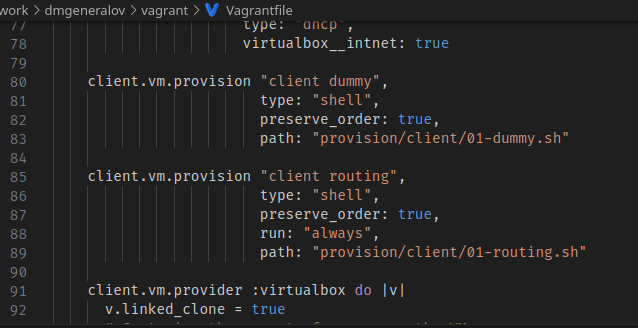 work > dmgeneralov > vagrant > Vagrantfile
77 type: "dhcp",
78 virtualbox__intnet: true
79
80 client.vm.provision "client dummy",
81 type: "shell",
82 preserve_order: true,
83 path: "provision/client/01-dummy.sh"
84
85 client.vm.provision "client routing",
86 type: "shell",
87 preserve_order: true,
88 run: "always",
89 path: "provision/client/01-routing.sh"
90
91 client.vm.provider :virtualbox do |v|
92 v.linked_clone = true